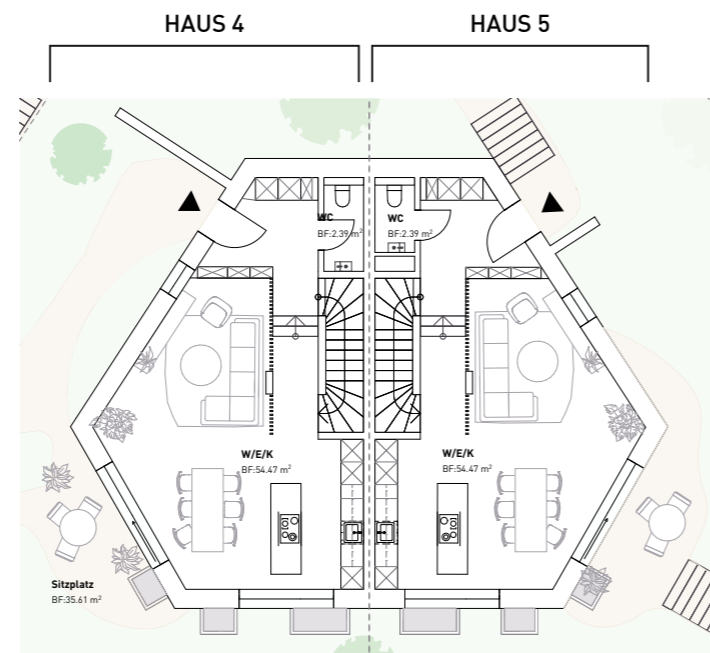 HAUS 4
HAUS 5
WC
BF:2.39 m²
WC
BF:2.39 m²
W/E/K
BF:54.47 m²
W/E/K
BF:54.47 m²
Sitzplatz
BF:35.61 m²